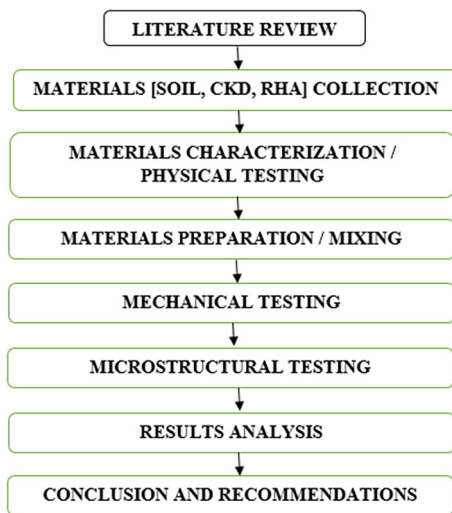 LITERATURE REVIEW
MATERIALS [SOIL, CKD, RHA] COLLECTION
MATERIALS CHARACTERIZATION /
PHYSICAL TESTING
MATERIALS PREPARATION / MIXING
MECHANICAL TESTING
MICROSTRUCTURAL TESTING
RESULTS ANALYSIS
CONCLUSION AND RECOMMENDATIONS